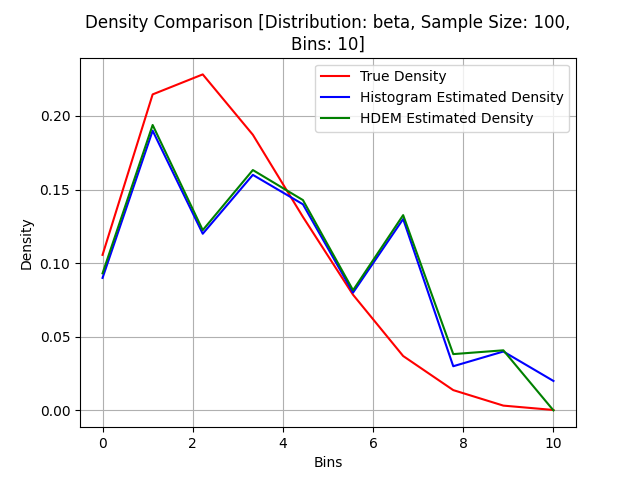 Density Comparison [Distribution: beta, Sample Size: 100,
Bins: 10]
True Density
Histogram Estimated Density
HDEM Estimated Density
Density
0.20
0.15
0.10
0.05
0.00
0 2 4 6 8 10
Bins